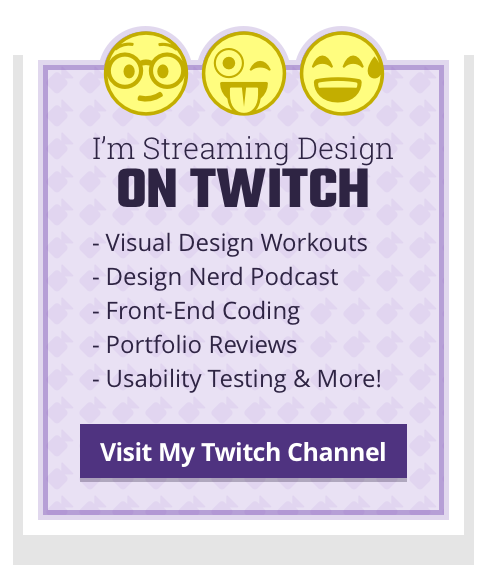 I'm Streaming Design
ON TWITCH
- Visual Design Workouts
- Design Nerd Podcast
- Front-End Coding
- Portfolio Reviews
- Usability Testing & More!
Visit My Twitch Channel